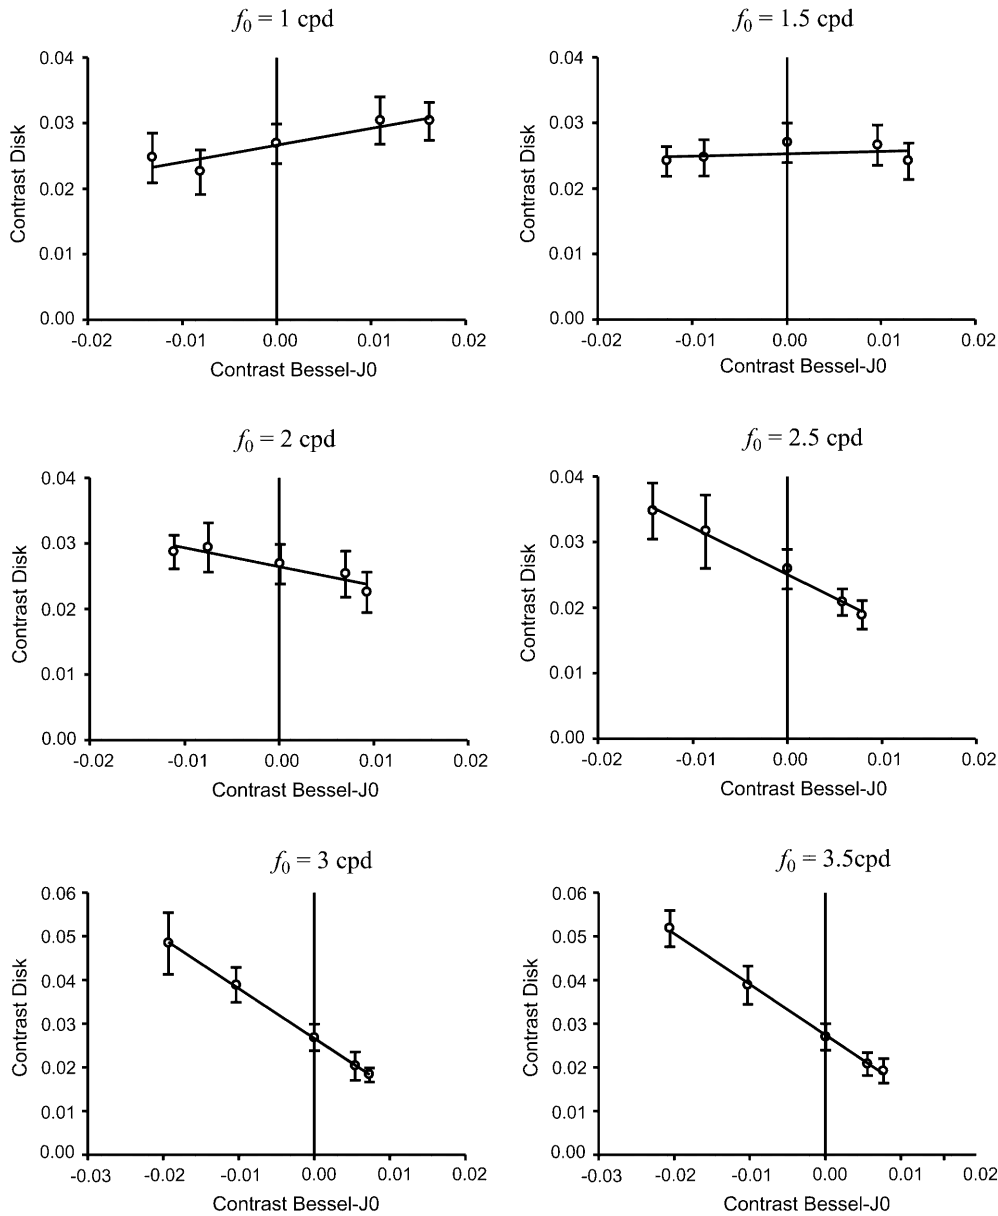 f0 = 1 cpd
0.04
0.03
0.02
0.01
0.00
Contrast Disk
-0.02 -0.01 0.00 0.01 0.02
Contrast Bessel-J0
f0 = 1.5 cpd
0.04
0.03
0.02
0.01
0.00
Contrast Disk
-0.02 -0.01 0.00 0.01 0.02
Contrast Bessel-J0
f0 = 2 cpd
0.04
0.03
0.02
0.01
0.00
Contrast Disk
-0.02 -0.01 0.00 0.01 0.02
Contrast Bessel-J0
f0 = 2.5 cpd
0.04
0.03
0.02
0.01
0.00
Contrast Disk
-0.02 -0.01 0.00 0.01 0.02
Contrast Bessel-J0
f0 = 3 cpd
0.06
0.05
0.04
0.03
0.02
0.01
0.00
Contrast Disk
-0.03 -0.02 -0.01 0.00 0.01 0.02
Contrast Bessel-J0
f0 = 3.5cpd
0.06
0.05
0.04
0.03
0.02
0.01
0.00
Contrast Disk
-0.03 -0.02 -0.01 0.00 0.01 0.02
Contrast Bessel-J0